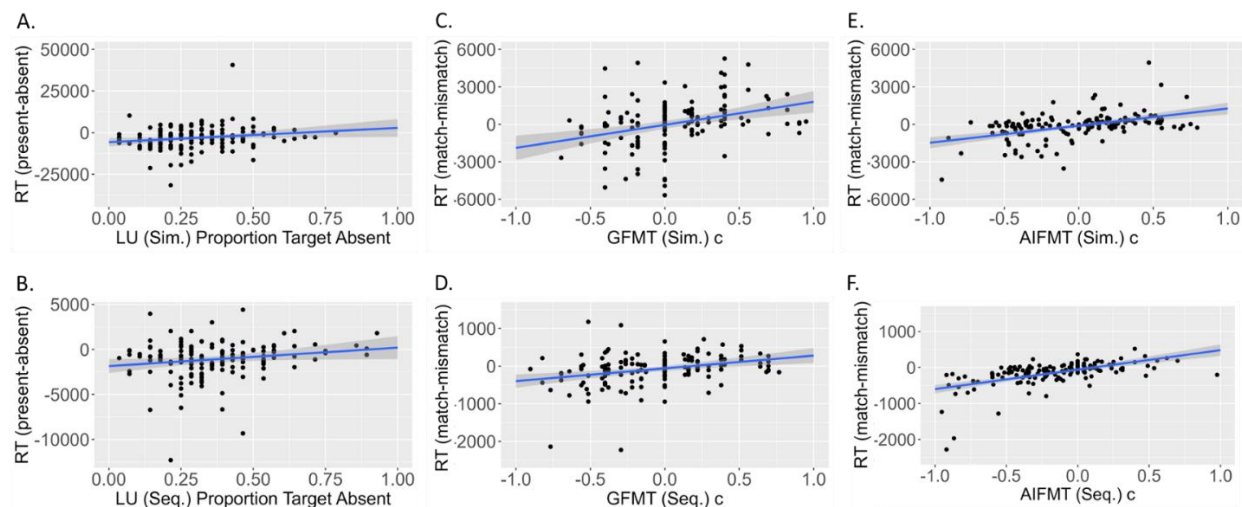 A.
50000
25000
0
-25000
RT (present-absent)
0.00 0.25 0.50 0.75 1.00
LU (Sim.) Proportion Target Absent
C.
6000
3000
0
-3000
-6000
RT (match-mismatch)
-1.0 -0.5 0.0 0.5 1.0
GFMT (Sim.) c
E.
6000
3000
0
-3000
-6000
RT (match-mismatch)
-1.0 -0.5 0.0 0.5 1.0
AIFMT (Sim.) c
B.
5000
0
-5000
-10000
RT (present-absent)
0.00 0.25 0.50 0.75 1.00
LU (Seq.) Proportion Target Absent
D.
1000
0
-1000
-2000
RT (match-mismatch)
-1.0 -0.5 0.0 0.5 1.0
GFMT (Seq.) c
F.
1000
0
-1000
-2000
RT (match-mismatch)
-1.0 -0.5 0.0 0.5 1.0
AIFMT (Seq.) c